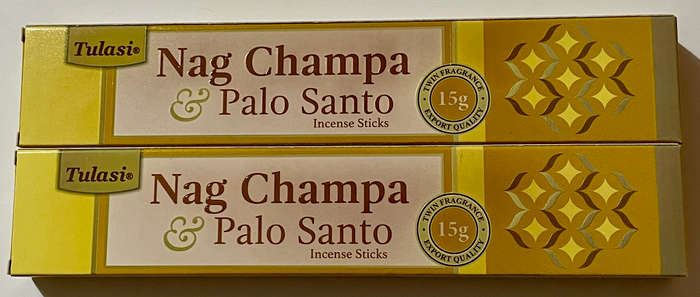 Tulasi®
Nag Champa
& Palo Santo
Incense Sticks
TWIN FRAGRANCE
15g
EXPORT QUALITY
Tulasi®
Nag Champa
& Palo Santo
Incense Sticks
TWIN FRAGRANCE
15g
EXPORT QUALITY